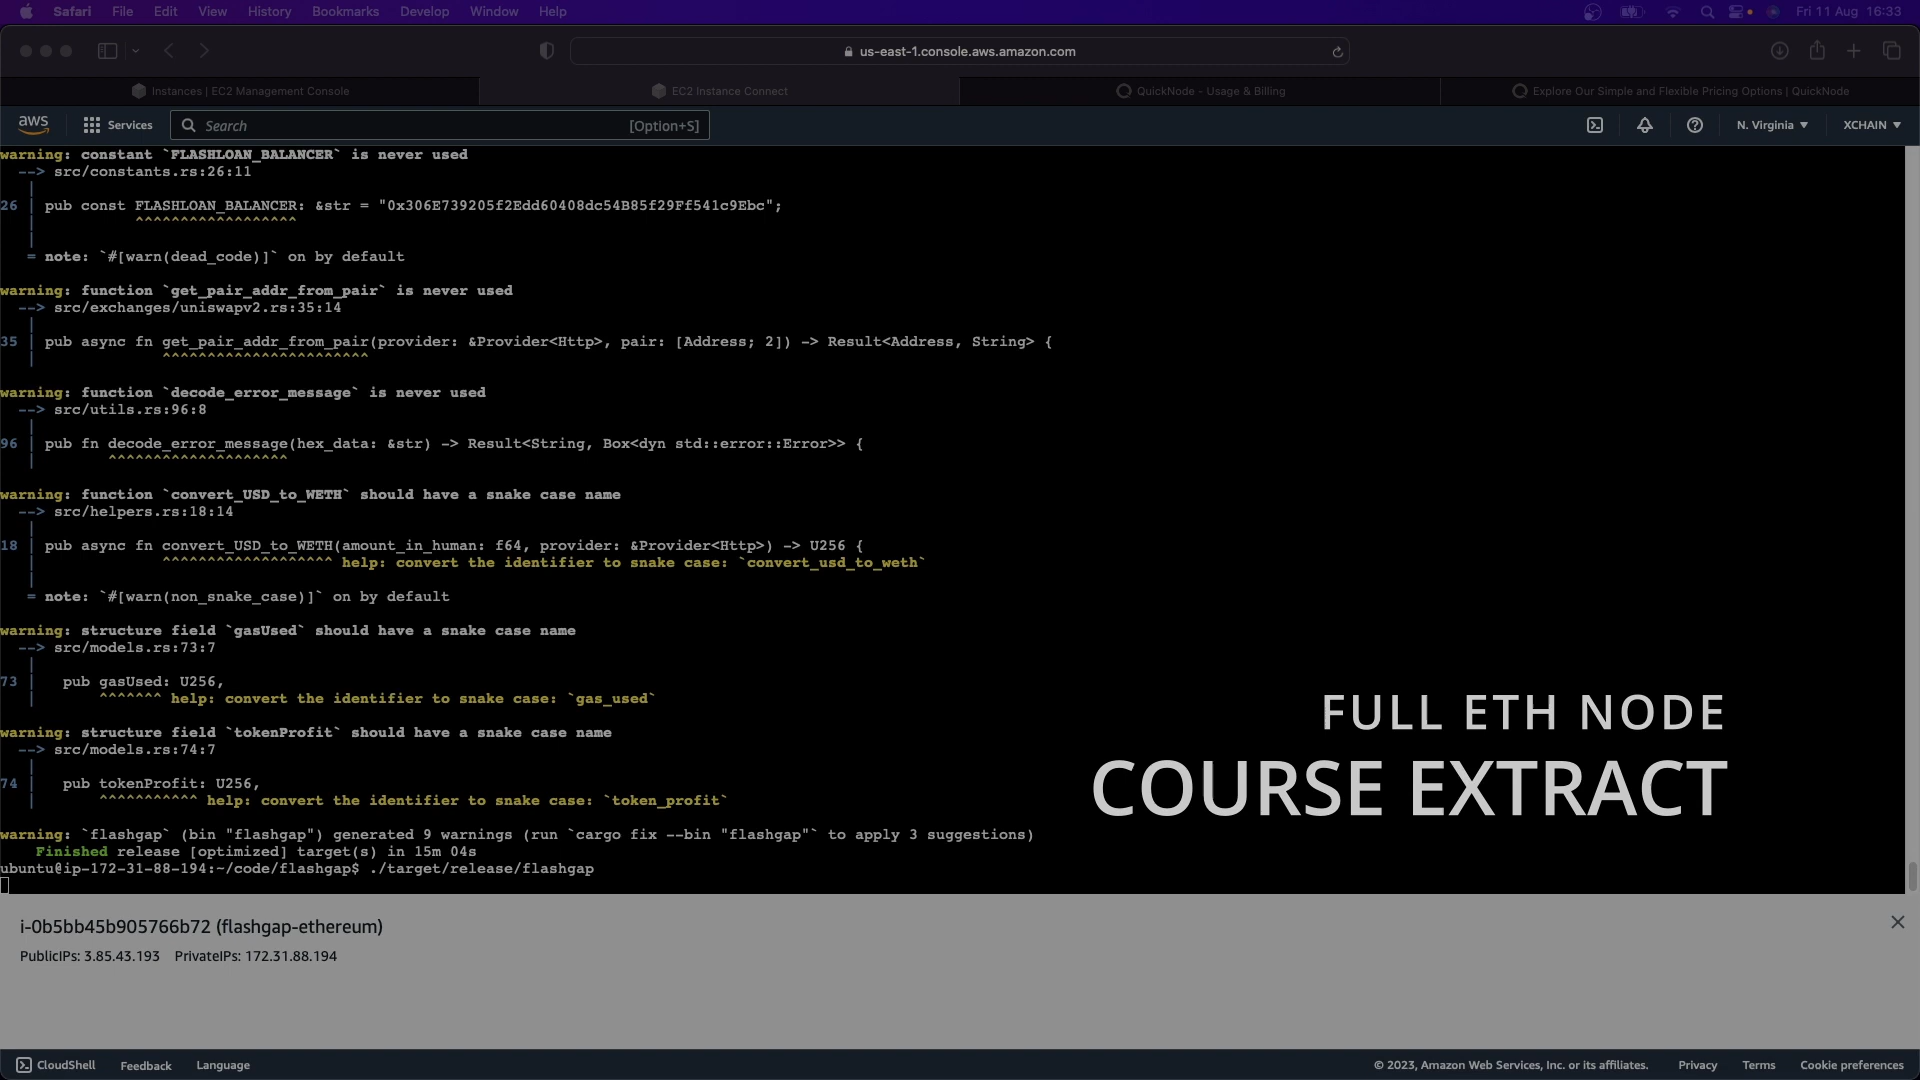 Safari File Edit View History Bookmarks Develop Window Help Fri 11 Aug 16:33
us-east-1.console.aws.amazon.com
Instances | EC2 Management Console EC2 Instance Connect QuickNode - Usage & Billing Explore Our Simple and Flexible Pricing Options | QuickNode
aws Services Search [Option+S] N. Virginia XCHAIN
warning: constant `FLASHLOAN_BALANCER` is never used
--> src/constants.rs:26:11
|
26 | pub const FLASHLOAN_BALANCER: &str = "0x306E739205f2Edd60408dc54B85f29Ff541c9Ebc";
| ^^^^^^^^^^^^^^^^^^
|
= note: `#[warn(dead_code)]` on by default
warning: function `get_pair_addr_from_pair` is never used
--> src/exchanges/uniswapv2.rs:35:14
|
35 | pub async fn get_pair_addr_from_pair(provider: &Provider<Http>, pair: [Address; 2]) -> Result<Address, String> {
| ^^^^^^^^^^^^^^^^^^^^^^^
warning: function `decode_error_message` is never used
--> src/utils.rs:96:8
|
96 | pub fn decode_error_message(hex_data: &str) -> Result<String, Box<dyn std::error::Error>> {
| ^^^^^^^^^^^^^^^^^^^^
warning: function `convert_USD_to_WETH` should have a snake case name
--> src/helpers.rs:18:14
|
18 | pub async fn convert_USD_to_WETH(amount_in_human: f64, provider: &Provider<Http>) -> U256 {
| ^^^^^^^^^^^^^^^^^^^ help: convert the identifier to snake case: `convert_usd_to_weth`
|
= note: `#[warn(non_snake_case)]` on by default
warning: structure field `gasUsed` should have a snake case name
--> src/models.rs:73:7
|
73 | pub gasUsed: U256,
| ^^^^^^^ help: convert the identifier to snake case: `gas_used`
warning: structure field `tokenProfit` should have a snake case name
--> src/models.rs:74:7
|
74 | pub tokenProfit: U256,
| ^^^^^^^^^^^ help: convert the identifier to snake case: `token_profit`
warning: `flashgap` (bin "flashgap") generated 9 warnings (run `cargo fix --bin "flashgap"` to apply 3 suggestions)
Finished release [optimized] target(s) in 15m 04s
ubuntu@ip-172-31-88-194:~/code/flashgap$ ./target/release/flashgap
FULL ETH NODE
COURSE EXTRACT
i-0b5bb45b905766b72 (flashgap-ethereum)
PublicIPs: 3.85.43.193 PrivateIPs: 172.31.88.194
CloudShell Feedback Language © 2023, Amazon Web Services, Inc. or its affiliates. Privacy Terms Cookie preferences